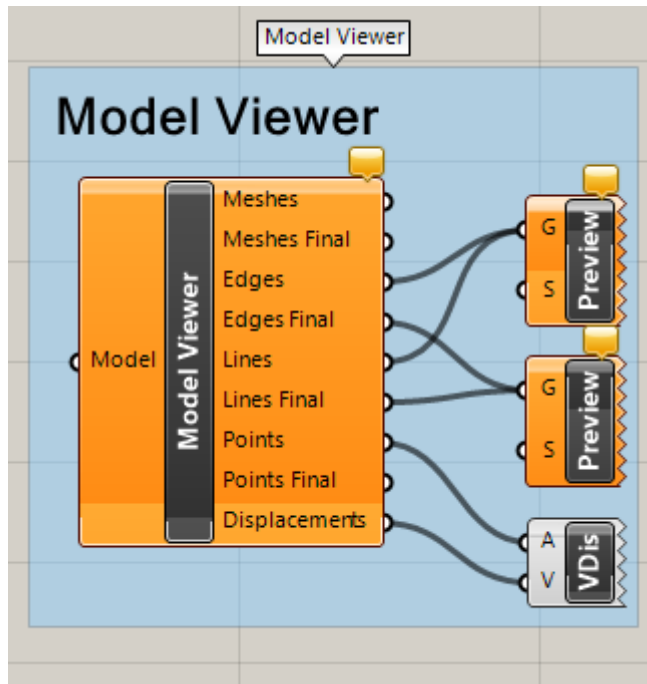 Model Viewer
Model Viewer
Model
Model Viewer
Meshes
Meshes Final
Edges
Edges Final
Lines
Lines Final
Points
Points Final
Displacements
G
S
Preview
G
S
Preview
A
V
VDis